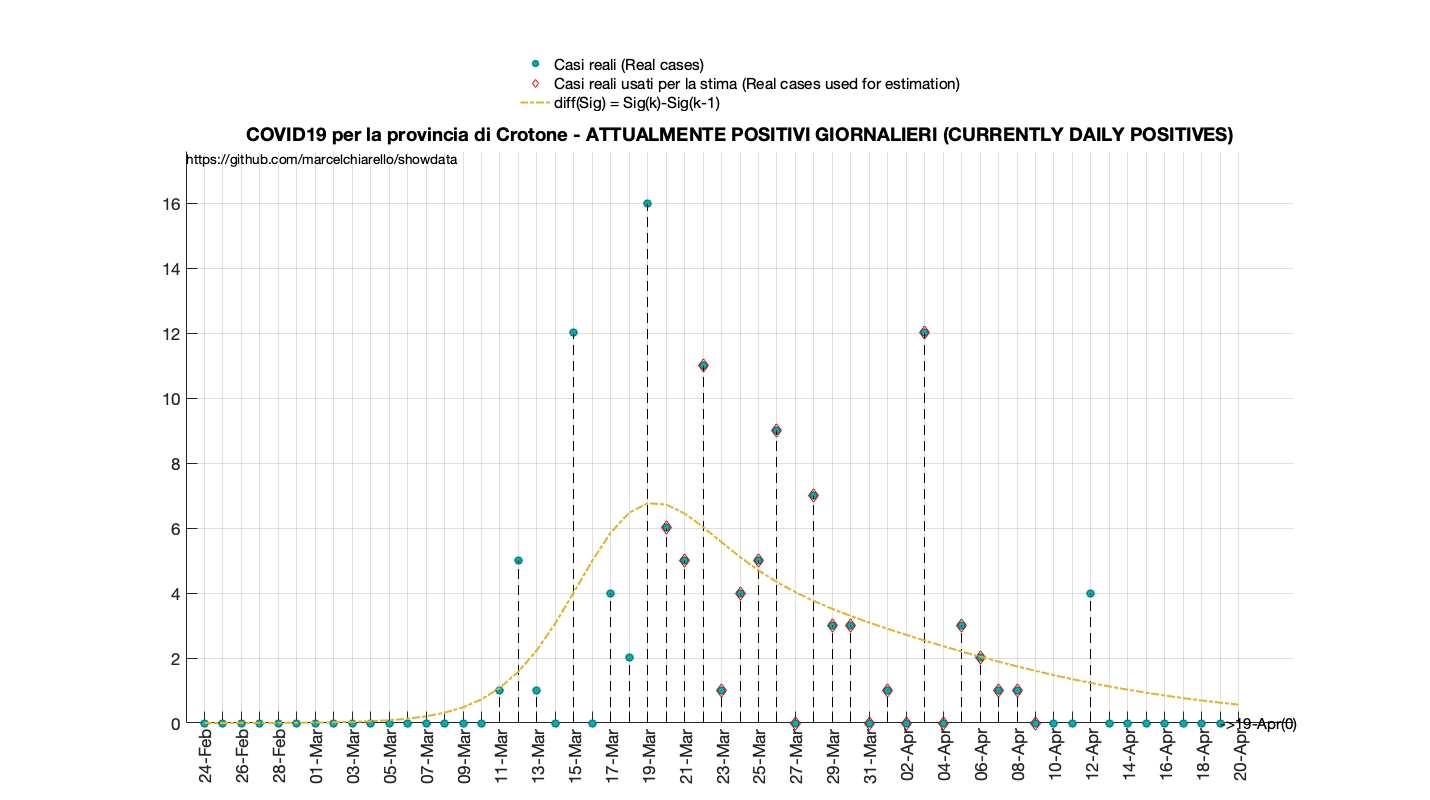 Casi reali (Real cases)
Casi reali usati per la stima (Real cases used for estimation)
diff(Sig) = Sig(k)-Sig(k-1)
COVID19 per la provincia di Crotone - ATTUALMENTE POSITIVI GIORNALIERI (CURRENTLY DAILY POSITIVES)
https://github.com/marcelchiarello/showdata
16
14
12
10
8
6
4
2
0
->19-Apr(0)
24-Feb
26-Feb
28-Feb
01-Mar
03-Mar
05-Mar
07-Mar
09-Mar
11-Mar
13-Mar
15-Mar
17-Mar
19-Mar
21-Mar
23-Mar
25-Mar
27-Mar
29-Mar
31-Mar
02-Apr
04-Apr
06-Apr
08-Apr
10-Apr
12-Apr
14-Apr
16-Apr
18-Apr
20-Apr